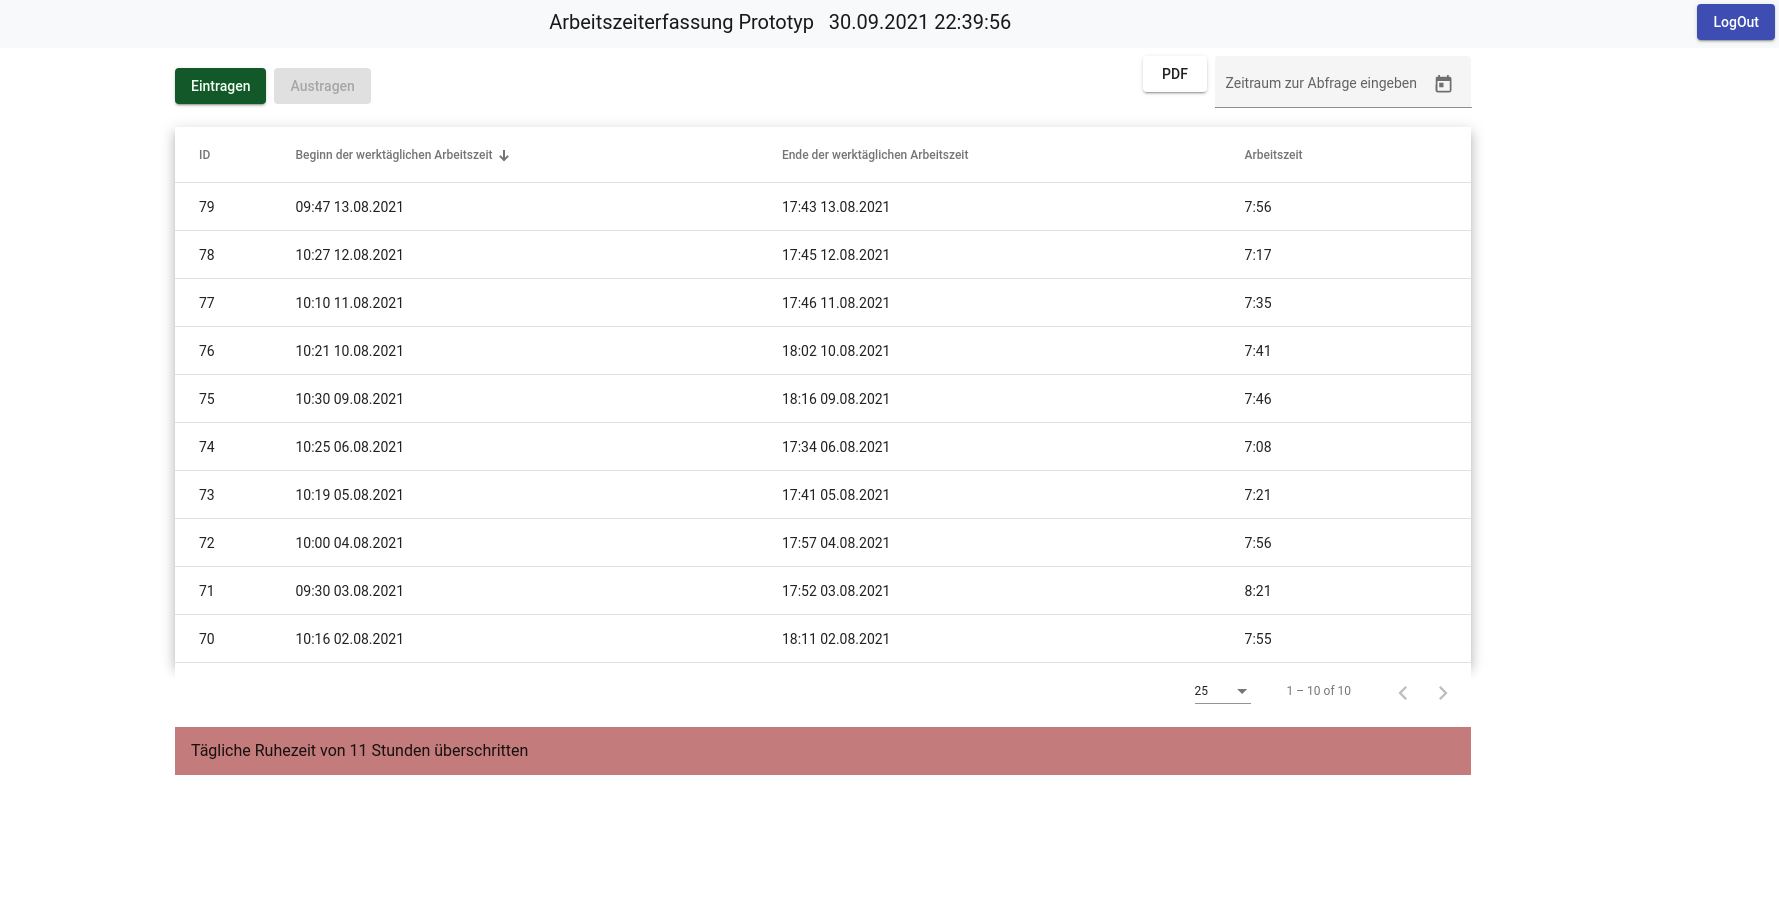 Arbeitszeiterfassung Prototyp 30.09.2021 22:39:56
LogOut
Eintragen Austragen PDF Zeitraum zur Abfrage eingeben
ID Beginn der werktäglichen Arbeitszeit Ende der werktäglichen Arbeitszeit Arbeitszeit
79 09:47 13.08.2021 17:43 13.08.2021 7:56
78 10:27 12.08.2021 17:45 12.08.2021 7:17
77 10:10 11.08.2021 17:46 11.08.2021 7:35
76 10:21 10.08.2021 18:02 10.08.2021 7:41
75 10:30 09.08.2021 18:16 09.08.2021 7:46
74 10:25 06.08.2021 17:34 06.08.2021 7:08
73 10:19 05.08.2021 17:41 05.08.2021 7:21
72 10:00 04.08.2021 17:57 04.08.2021 7:56
71 09:30 03.08.2021 17:52 03.08.2021 8:21
70 10:16 02.08.2021 18:11 02.08.2021 7:55
25 1 – 10 of 10
Tägliche Ruhezeit von 11 Stunden überschritten